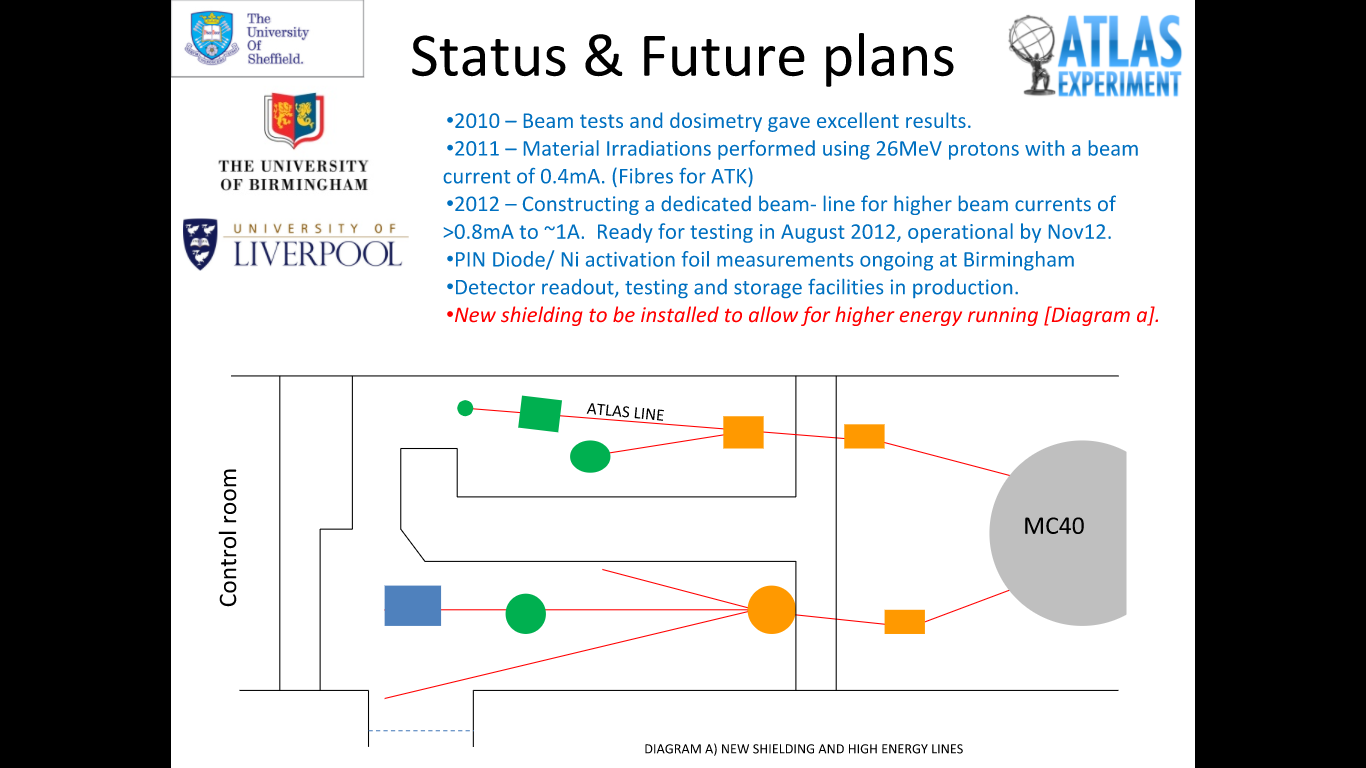 The
University
Of
Sheffield.
Status & Future plans
ATLAS
EXPERIMENT
THE UNIVERSITY
OF BIRMINGHAM
UNIVERSITY OF
LIVERPOOL
•2010 – Beam tests and dosimetry gave excellent results.
•2011 – Material Irradiations performed using 26MeV protons with a beam
current of 0.4mA. (Fibres for ATK)
•2012 – Constructing a dedicated beam- line for higher beam currents of
>0.8mA to ~1A.  Ready for testing in August 2012, operational by Nov12.
•PIN Diode/ Ni activation foil measurements ongoing at Birmingham
•Detector readout, testing and storage facilities in production.
•New shielding to be installed to allow for higher energy running [Diagram a].
ATLAS LINE
MC40
Control room
DIAGRAM A) NEW SHIELDING AND HIGH ENERGY LINES